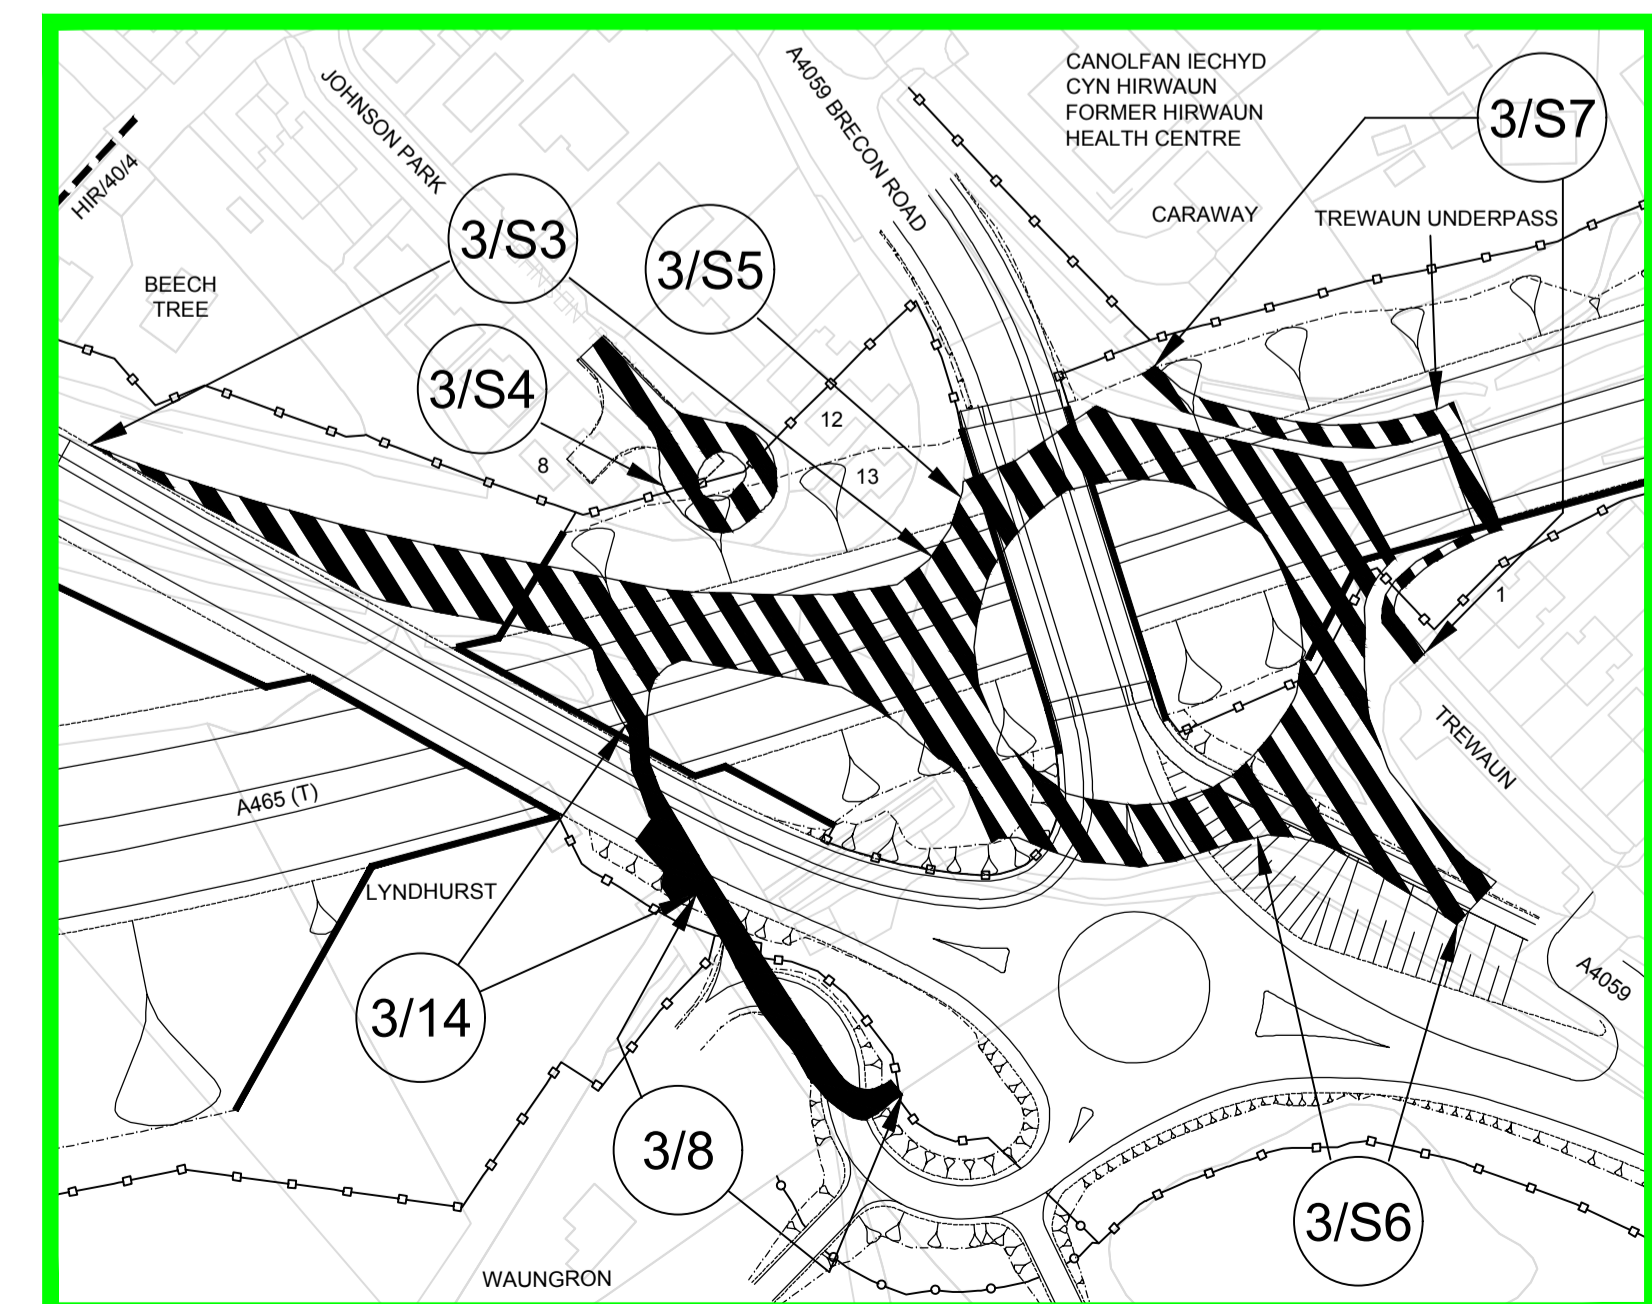 A4059 BRECON ROAD
CANOLFAN IECHYD
CYN HIRWAUN
FORMER HIRWAUN
HEALTH CENTRE
3/S7
JOHNSON PARK
HIR/40/4
3/S3
3/S5
CARAWAY
TREWAUN UNDERPASS
BEECH
TREE
3/S4
12
8
13
1
TREWAUN
A465 (T)
LYNDHURST
3/14
A4059
3/8
3/S6
WAUNGRON